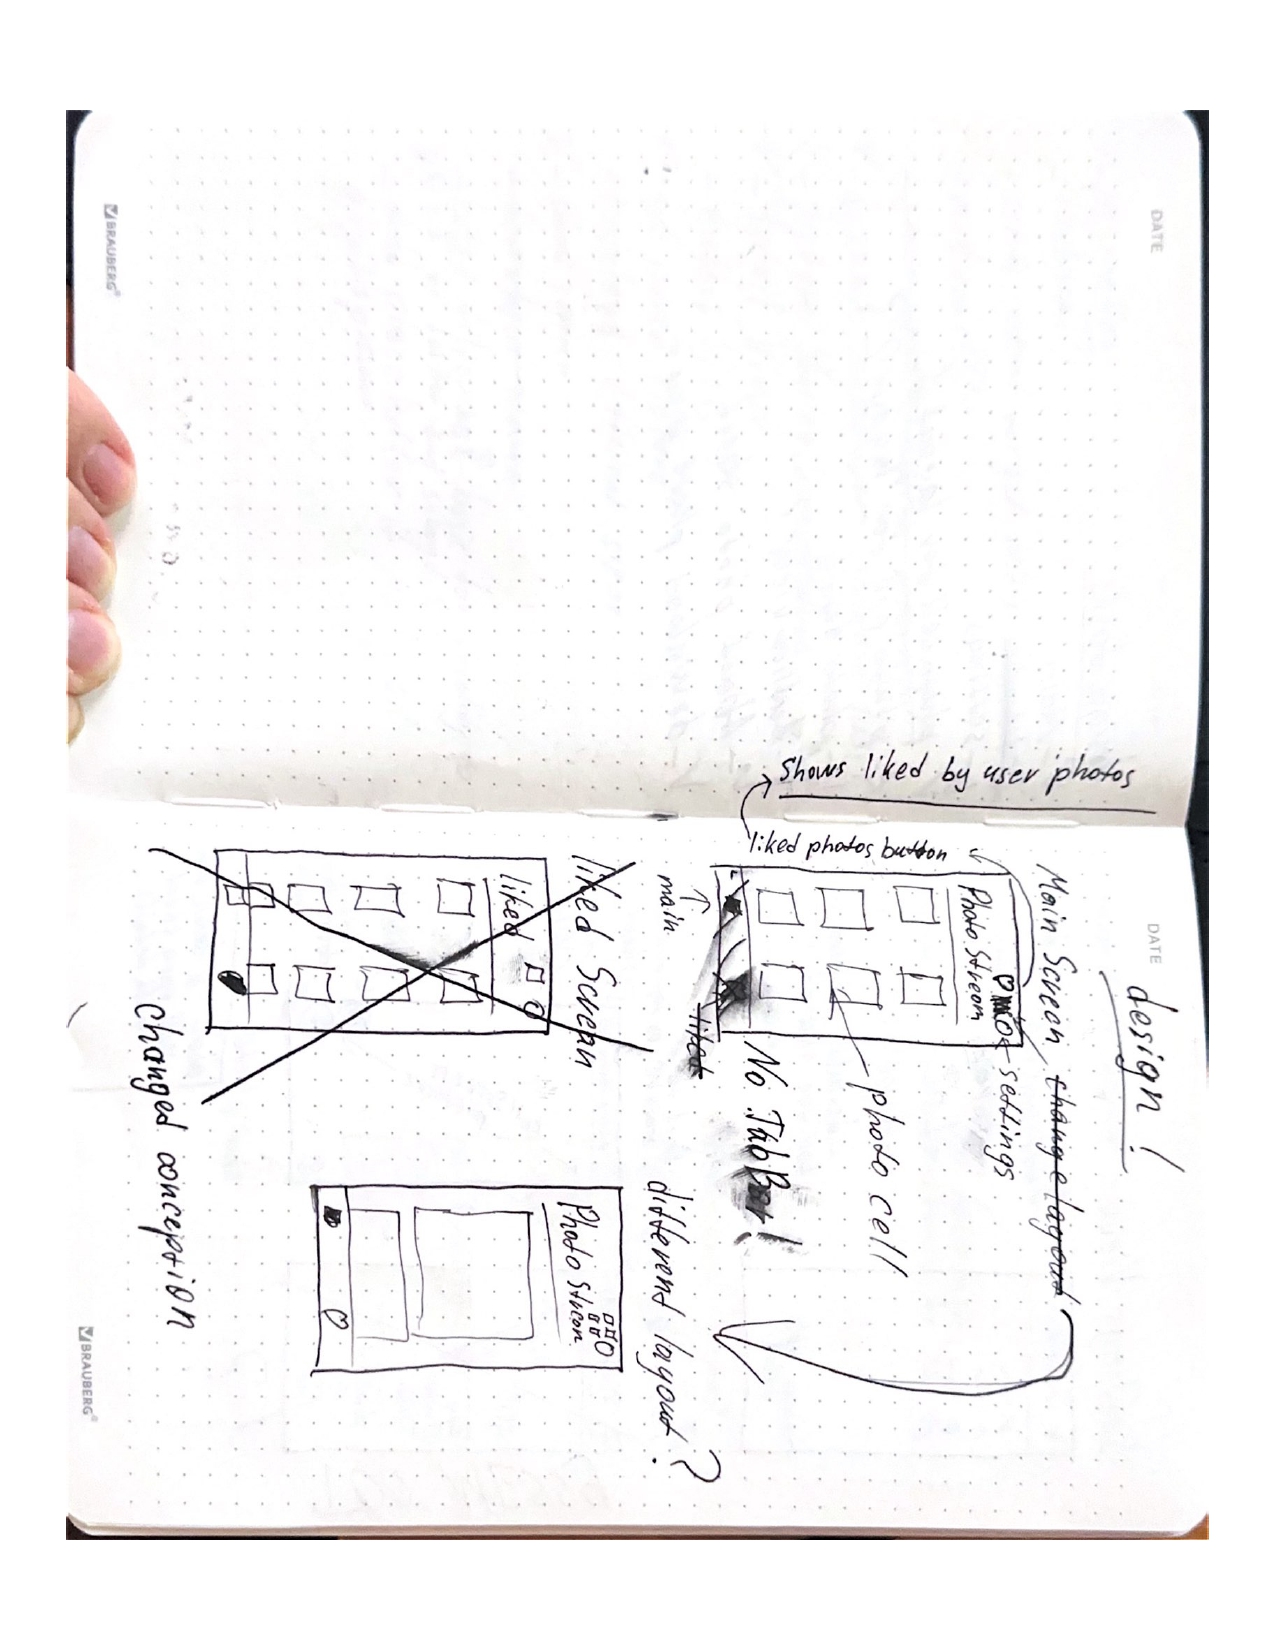 DATE
BRAUBERG®
DATE
design!
Main Screen change layout
settings
Photo Stream
liked photos button
Shows liked by user photos
photo cell
No TabBar!
main
liked
different layout?
Photo Stream
liked Screen
liked
changed conception
BRAUBERG®